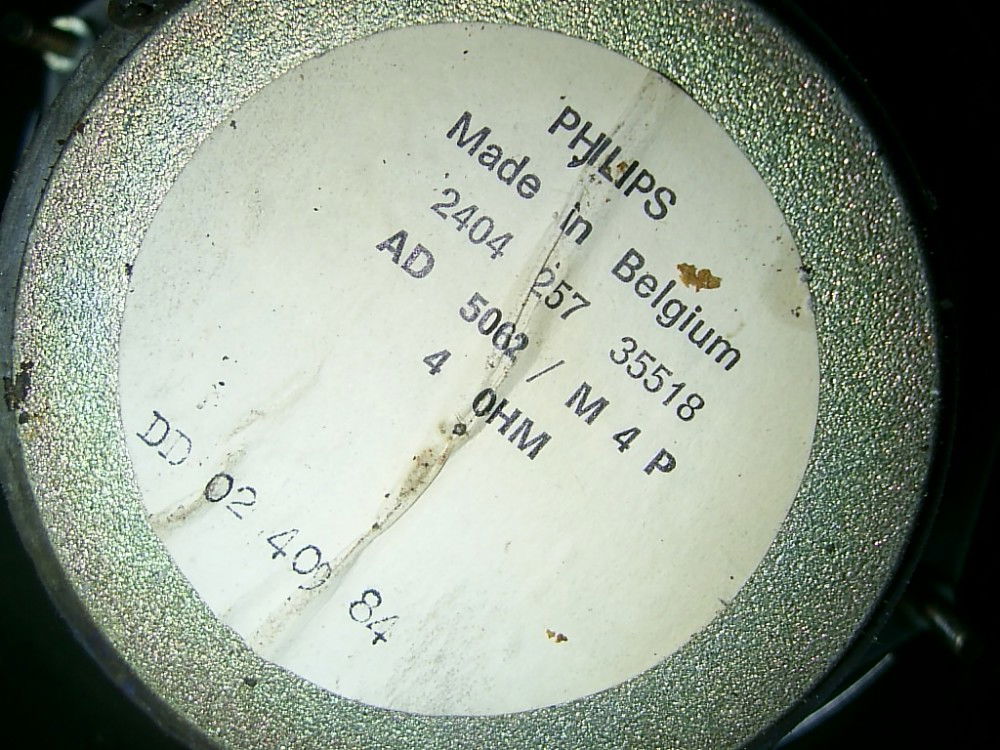 PHILIPS
Made in Belgium
2404 257 35518
AD 5062 / M 4 P
4 OHM
DD 02 409 84